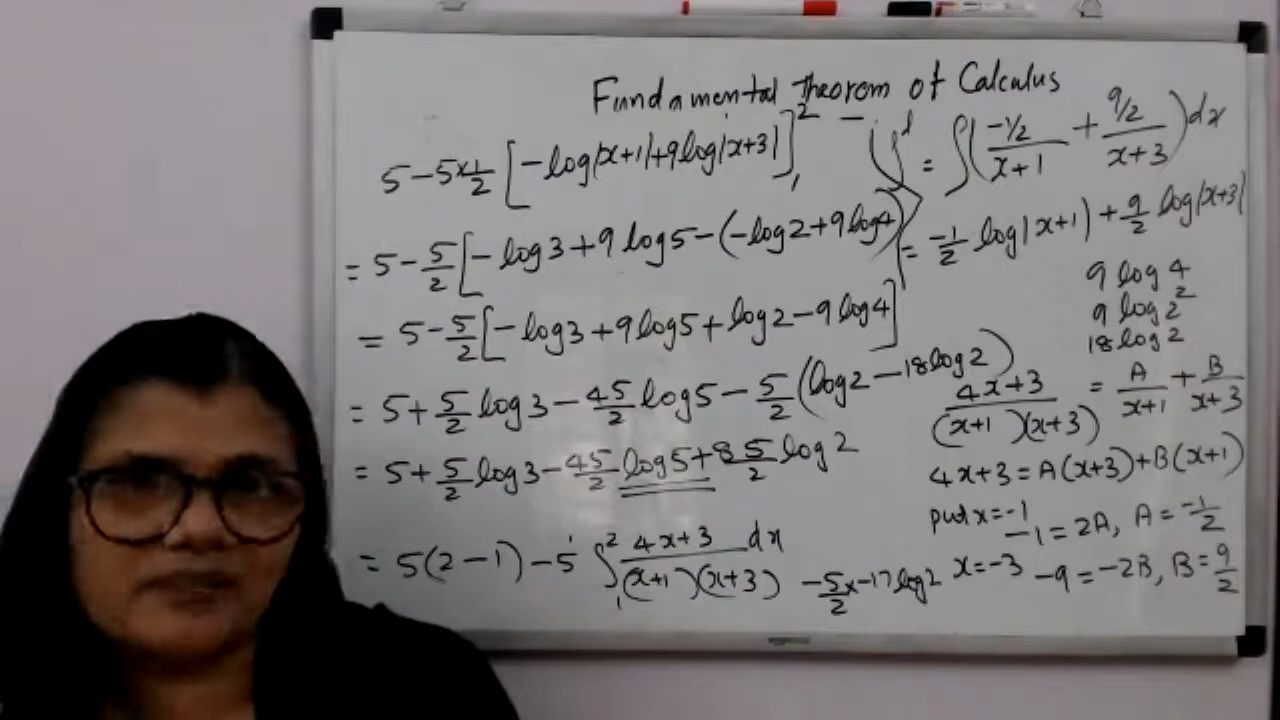 Fundamental Theorom of Calculus
5 - 5 × 1/2 [ - log|x+1| + 9 log|x+3| ]₁²
= 5 - 5/2 [ - log 3 + 9 log 5 - ( - log 2 + 9 log 4 )
= 5 - 5/2 [ - log 3 + 9 log 5 + log 2 - 9 log 4 ]
= 5 + 5/2 log 3 - 45/2 log 5 - 5/2 ( log 2 - 18 log 2 )
= 5 + 5/2 log 3 - 45/2 log 5 + 85/2 log 2
= 5(2-1) - 5 ∫₁² 4x+3/(x+1)(x+3) dx
-5/2 x -17 log 2
= ∫( -1/2/x+1 + 9/2/x+3 ) dx
= -1/2 log|x+1| + 9/2 log|x+3|
9 log 4
9 log 2²
18 log 2
4x+3/(x+1)(x+3) = A/x+1 + B/x+3
4x+3 = A(x+3) + B(x+1)
put x = -1
-1 = 2A, A = -1/2
x = -3 -9 = -2B, B = 9/2